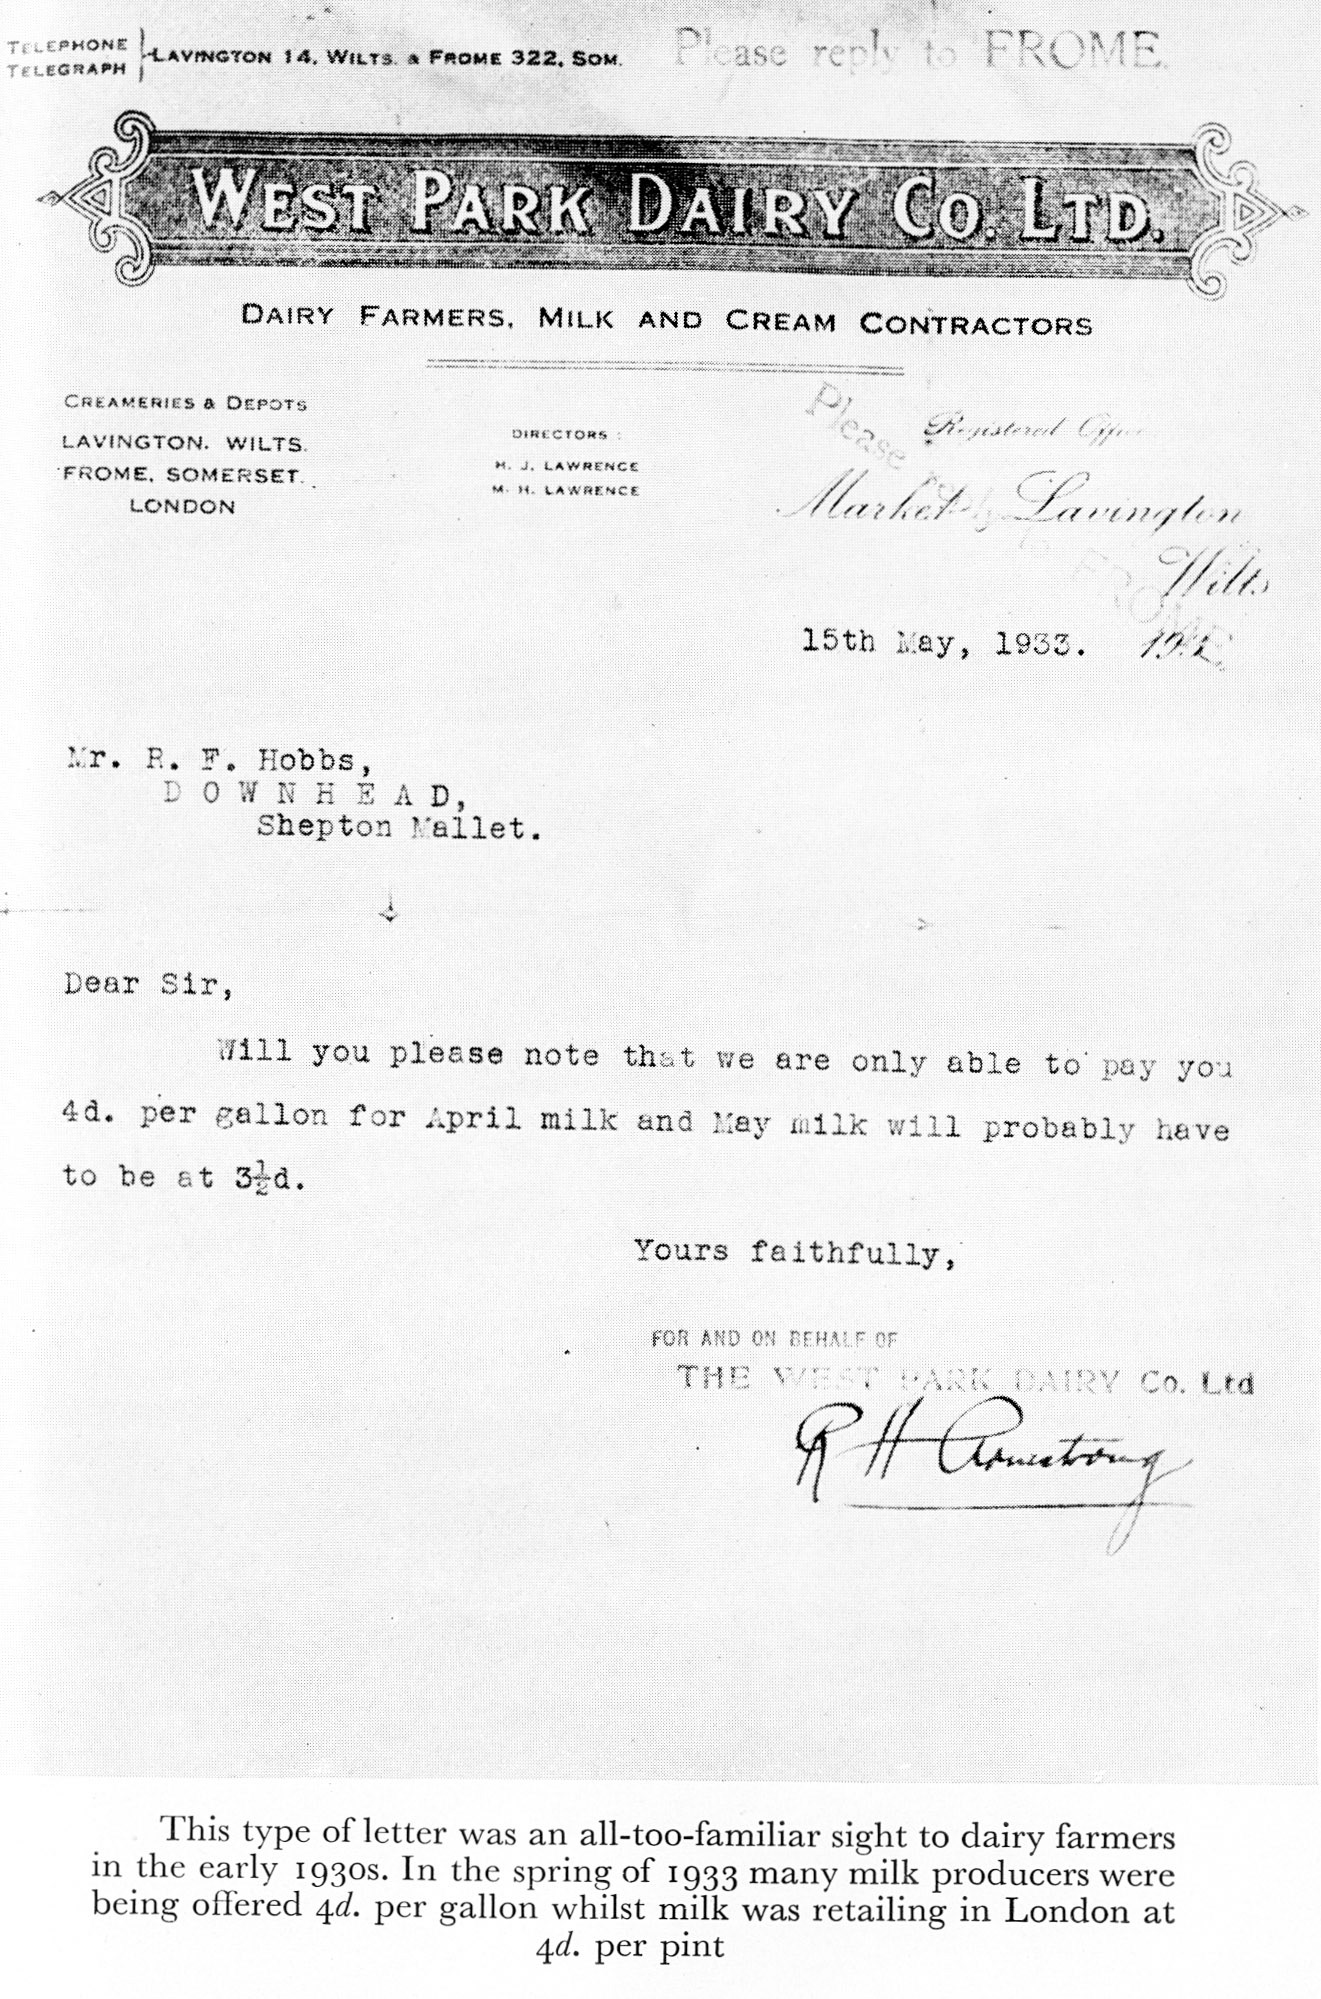 TELEPHONE
TELEGRAPH
LAVINGTON 14, WILTS. & FROME 322, SOM.
Please reply to FROME.
WEST PARK DAIRY CO. LTD.
DAIRY FARMERS, MILK AND CREAM CONTRACTORS
CREAMERIES & DEPOTS
LAVINGTON. WILTS.
FROME, SOMERSET.
LONDON
DIRECTORS :
H. J. LAWRENCE
M. H. LAWRENCE
Please reply to FROME.
Registered Office
Market Lavington
Wilts
15th May, 1933.
Mr. R. F. Hobbs,
D O W N H E A D,
Shepton Mallet.
Dear Sir,
Will you please note that we are only able to pay you
4d. per gallon for April milk and May milk will probably have
to be at 3½d.
Yours faithfully,
FOR AND ON BEHALF OF
THE WEST PARK DAIRY Co. Ltd
R H Armstrong
This type of letter was an all-too-familiar sight to dairy farmers
in the early 1930s. In the spring of 1933 many milk producers were
being offered 4d. per gallon whilst milk was retailing in London at
4d. per pint